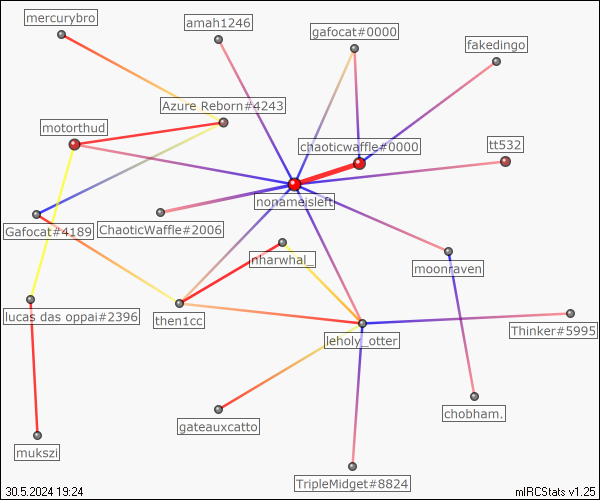 mercurybro
amah1246
gafocat#0000
fakedingo
Azure Reborn#4243
motorthud
chaoticwaffle#0000
tt532
nonameisleft
Gafocat#4189
ChaoticWaffle#2006
nharwhal_
moonraven
lucas das oppai#2396
then1cc
leholy_otter
Thinker#5995
gateauxcatto
chobham.
mukszi
TripleMidget#8824
30.5.2024 19:24
mIRCStats v1.25